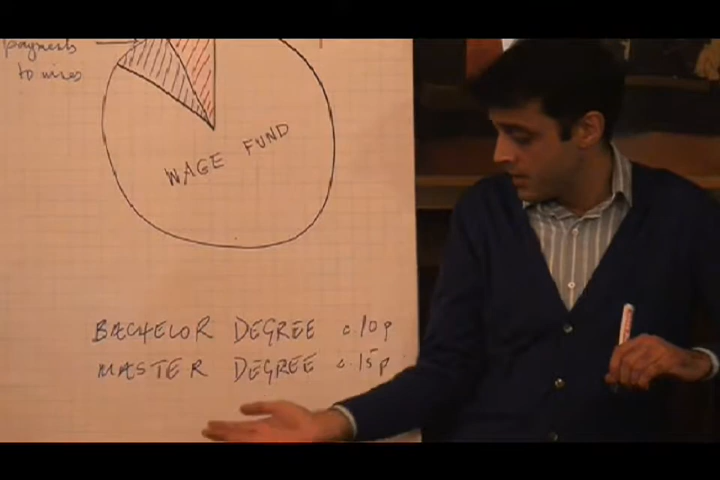 payments
to wives
WAGE FUND
BACHELOR DEGREE c.10p
MASTER DEGREE c.15p